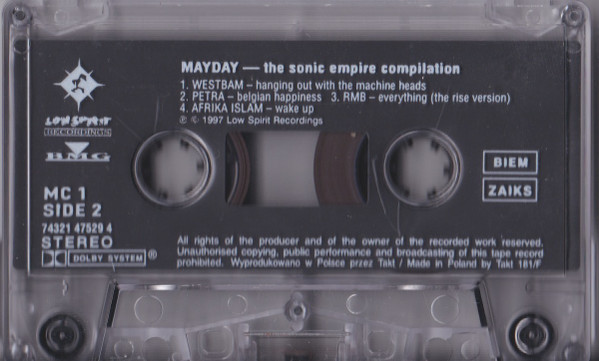 MAYDAY — the sonic empire compilation
1. WESTBAM – hanging out with the machine heads
2. PETRA – belgian happiness 3. RMB – everything (the rise version)
4. AFRIKA ISLAM – wake up
℗ © 1997 Low Spirit Recordings
LOW SPIRIT
RECORDINGS
BMG
MC 1
SIDE 2
74321 47529 4
STEREO
DOLBY SYSTEM ®
BIEM
ZAIKS
All rights of the producer and of the owner of the recorded work reserved.
Unauthorised copying, public performance and broadcasting of this tape record
prohibited. Wyprodukowano w Polsce przez Takt / Made in Poland by Takt 181/F